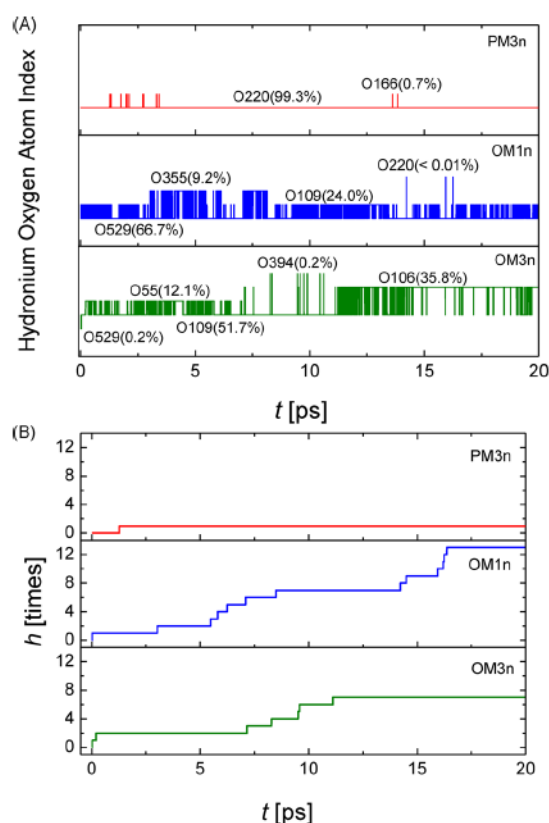 (A)
Hydronium Oxygen Atom Index
PM3n
O220(99.3%)
O166(0.7%)
OM1n
O355(9.2%)
O220(< 0.01%)
O109(24.0%)
O529(66.7%)
OM3n
O394(0.2%)
O55(12.1%)
O106(35.8%)
O109(51.7%)
O529(0.2%)
0 5 10 15 20
t [ps]
(B)
h [times]
12
8
4
0
PM3n
12
8
4
0
OM1n
12
8
4
0
OM3n
0 5 10 15 20
t [ps]